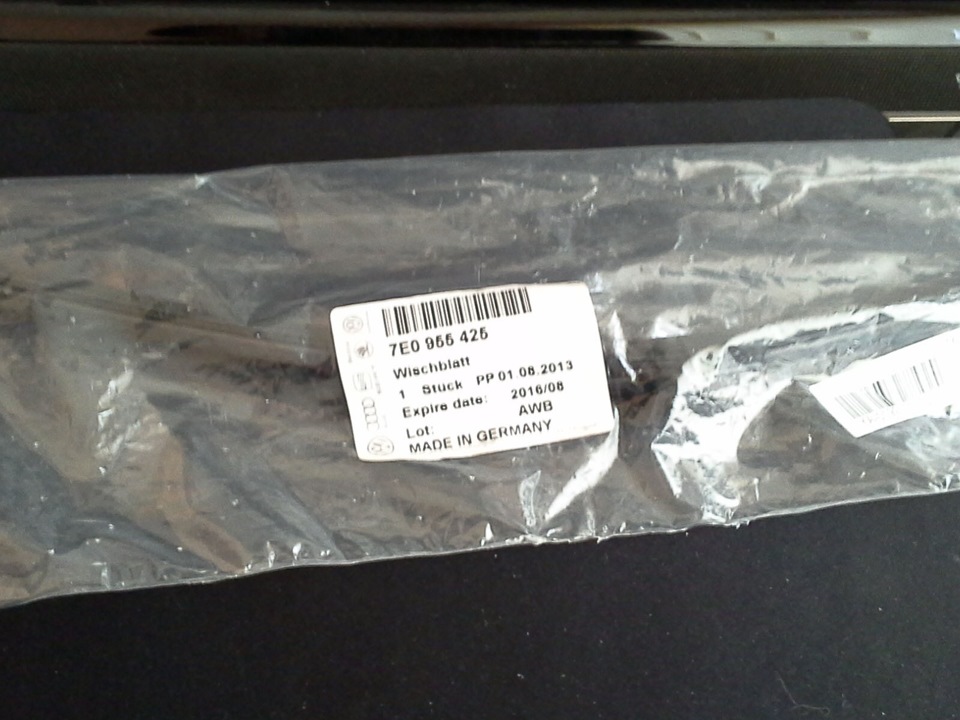 7E0 955 425
Wischblatt
1 Stück PP 01 08.2013
Expire date: 2016/08
Lot: AWB
MADE IN GERMANY